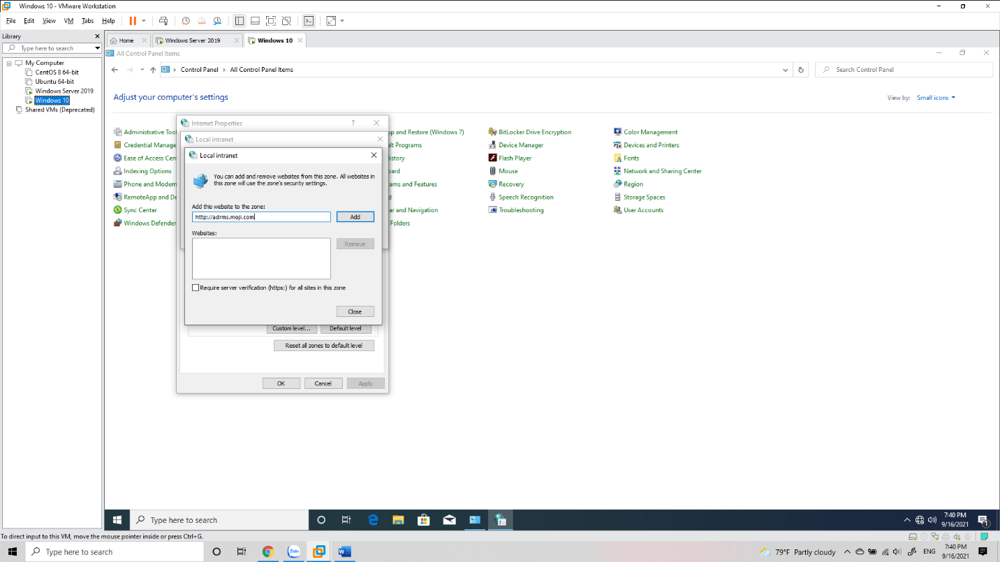 Windows 10 - VMware Workstation
File Edit View VM Tabs Help
Library
Type here to search
My Computer
CentOS 8 64-bit
Ubuntu 64-bit
Windows Server 2019
Windows 10
Shared VMs (Deprecated)
Home Windows Server 2019 Windows 10
All Control Panel Items
Control Panel All Control Panel Items
Search Control Panel
Adjust your computer's settings
View by: Small icons
Administrative Too
Credential Manage
Ease of Access Cen
Indexing Options
Phone and Modem
RemoteApp and De
Sync Center
Windows Defender
up and Restore (Windows 7)
ult Programs
istory
oard
ams and Features
d
ar and Navigation
Folders
BitLocker Drive Encryption
Device Manager
Flash Player
Mouse
Recovery
Speech Recognition
Troubleshooting
Color Management
Devices and Printers
Fonts
Network and Sharing Center
Region
Storage Spaces
User Accounts
Internet Properties ?
Local intranet
Local intranet
You can add and remove websites from this zone. All websites in
this zone will use the zone's security settings.
Add this website to the zone:
http://adrms.moji.com Add
Websites:
Remove
Require server verification (https:) for all sites in this zone
Close
Custom level... Default level
Reset all zones to default level
OK Cancel Apply
Type here to search
7:40 PM
9/16/2021
1
To direct input to this VM, move the mouse pointer inside or press Ctrl+G.
Type here to search
Zalo
79°F Partly cloudy
ENG
7:40 PM
9/16/2021